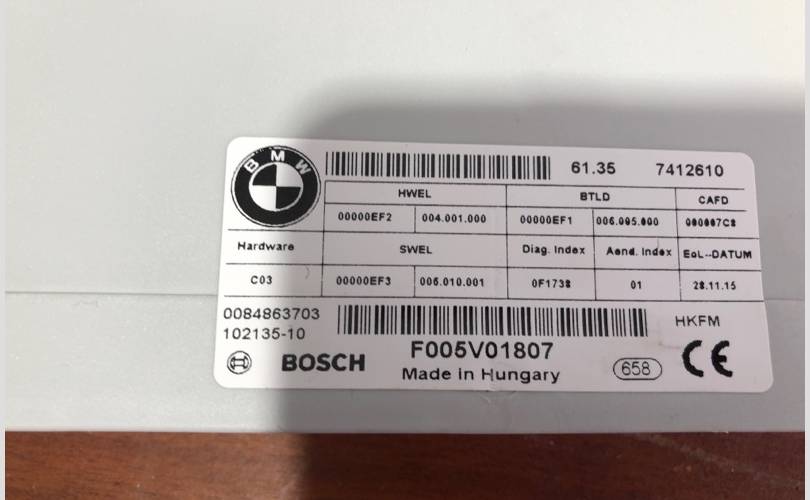 BMW
61.35 7412610
HWEL BTLD CAFD
00000EF2 004.001.000 00000EF1 006.005.000 000007C2
Hardware SWEL Diag. Index Aend. Index EoL--DATUM
C03 00000EF3 006.010.001 0F1738 01 28.11.15
0084863703
102135-10
HKFM
F005V01807
BOSCH
Made in Hungary
658
CE